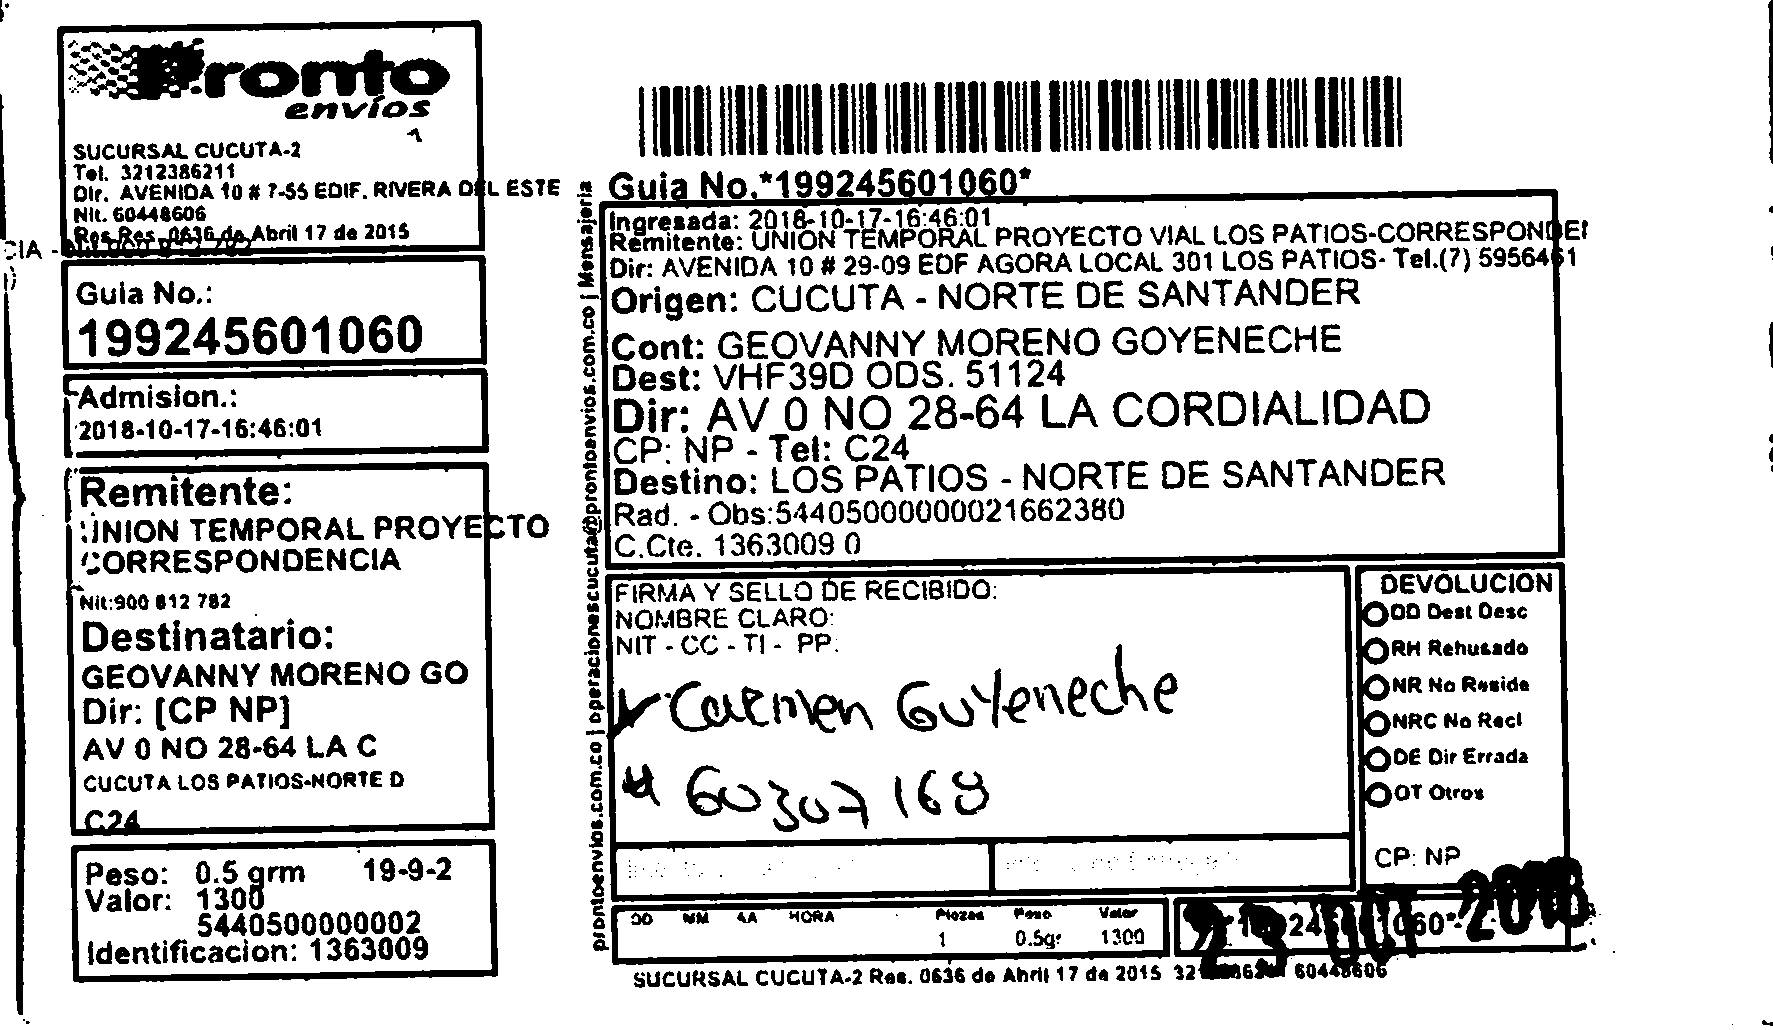 Pronto
envíos
SUCURSAL CUCUTA-2
Tel. 3212386211
Dir. AVENIDA 10 # 7-55 EDIF. RIVERA DEL ESTE
Nit. 60448606
Res.Res. 0636 de Abril 17 de 2015
CIA -
Guia No.:
199245601060
Admision.:
2018-10-17-16:46:01
Remitente:
UNION TEMPORAL PROYECTO
CORRESPONDENCIA
Nit:900 812 782
Destinatario:
GEOVANNY MORENO GO
Dir: [CP NP]
AV 0 NO 28-64 LA C
CUCUTA LOS PATIOS-NORTE D
C24
Peso: 0.5 grm 19-9-2
Valor: 1300
5440500000002
Identificacion: 1363009
prontoenvios.com.co | operacionescucuta@prontoenvios.com.co | Mensajeria
Guia No.*199245601060*
Ingresada: 2018-10-17-16:46:01
Remitente: UNION TEMPORAL PROYECTO VIAL LOS PATIOS-CORRESPONDEN
Dir: AVENIDA 10 # 29-09 EDF AGORA LOCAL 301 LOS PATIOS- Tel.(7) 5956461
Origen: CUCUTA - NORTE DE SANTANDER
Cont: GEOVANNY MORENO GOYENECHE
Dest: VHF39D ODS. 51124
Dir: AV 0 NO 28-64 LA CORDIALIDAD
CP: NP - Tel: C24
Destino: LOS PATIOS - NORTE DE SANTANDER
Rad. - Obs:54405000000021662380
C.Cte. 1363009 0
FIRMA Y SELLO DE RECIBIDO:
NOMBRE CLARO:
NIT - CC - TI - PP:
Carmen Guyeneche
60307168
DEVOLUCION
DD Dest Desc
RH Rehusado
NR No Reside
NRC No Recl
DE Dir Errada
OT Otros
CP: NP
DD MM AA HORA Piezas Peso Valor
1 0.5gr 1300
23 OCT 2018
SUCURSAL CUCUTA-2 Res. 0636 de Abril 17 de 2015 60448606